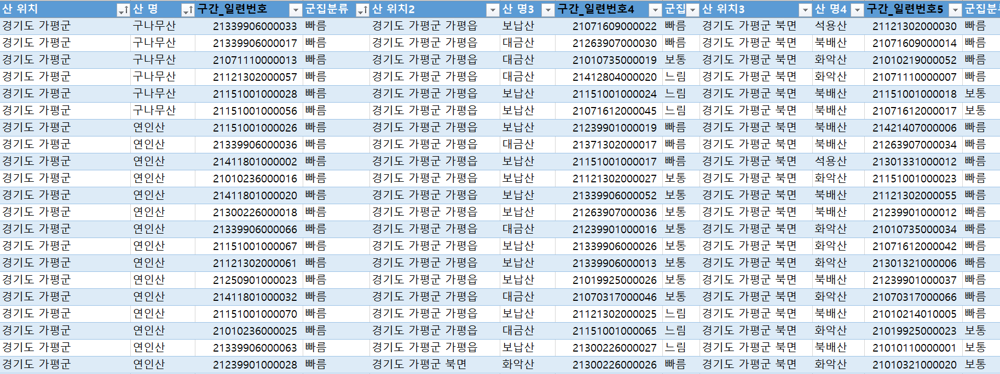 산 위치 산 명 구간_일련번호 군집분류 산 위치2 산 명3 구간_일련번호4 군집 산 위치3 산 명4 구간_일련번호5 군집분류
경기도 가평군 구나무산 21339906000033 빠름 경기도 가평군 가평읍 보납산 21071609000022 빠름 경기도 가평군 북면 석용산 21121302000030 빠름
경기도 가평군 구나무산 21339906000017 빠름 경기도 가평군 가평읍 대금산 21263907000030 빠름 경기도 가평군 북면 북배산 21071609000014 빠름
경기도 가평군 구나무산 21071110000013 빠름 경기도 가평군 가평읍 대금산 21010735000019 보통 경기도 가평군 북면 화악산 21010219000052 빠름
경기도 가평군 구나무산 21121302000057 빠름 경기도 가평군 가평읍 대금산 21412804000020 느림 경기도 가평군 북면 화악산 21071110000007 빠름
경기도 가평군 구나무산 21151001000028 빠름 경기도 가평군 가평읍 보납산 21151001000024 느림 경기도 가평군 북면 북배산 21151001000018 보통
경기도 가평군 구나무산 21151001000056 빠름 경기도 가평군 가평읍 보납산 21071612000045 느림 경기도 가평군 북면 북배산 21071612000017 보통
경기도 가평군 연인산 21151001000026 빠름 경기도 가평군 가평읍 보납산 21239901000019 빠름 경기도 가평군 북면 북배산 21421407000006 빠름
경기도 가평군 연인산 21339906000036 빠름 경기도 가평군 가평읍 대금산 21371302000017 빠름 경기도 가평군 북면 북배산 21263907000034 빠름
경기도 가평군 연인산 21411801000002 빠름 경기도 가평군 가평읍 보납산 21151001000017 빠름 경기도 가평군 북면 석용산 21301331000012 빠름
경기도 가평군 연인산 21010236000016 빠름 경기도 가평군 가평읍 보납산 21121302000027 보통 경기도 가평군 북면 화악산 21151001000023 빠름
경기도 가평군 연인산 21411801000020 빠름 경기도 가평군 가평읍 보납산 21339906000052 보통 경기도 가평군 북면 북배산 21121302000055 빠름
경기도 가평군 연인산 21300226000018 빠름 경기도 가평군 가평읍 보납산 21263907000036 보통 경기도 가평군 북면 북배산 21239901000012 빠름
경기도 가평군 연인산 21339906000066 빠름 경기도 가평군 가평읍 대금산 21239901000016 보통 경기도 가평군 북면 화악산 21010735000034 빠름
경기도 가평군 연인산 21151001000067 빠름 경기도 가평군 가평읍 보납산 21339906000026 보통 경기도 가평군 북면 화악산 21071612000042 빠름
경기도 가평군 연인산 21121302000061 빠름 경기도 가평군 가평읍 보납산 21339906000013 보통 경기도 가평군 북면 화악산 21301321000006 빠름
경기도 가평군 연인산 21250901000023 빠름 경기도 가평군 가평읍 보납산 21019925000026 보통 경기도 가평군 북면 북배산 21239901000037 빠름
경기도 가평군 연인산 21411801000032 빠름 경기도 가평군 가평읍 대금산 21070317000046 보통 경기도 가평군 북면 화악산 21070317000066 빠름
경기도 가평군 연인산 21151001000070 빠름 경기도 가평군 가평읍 보납산 21121302000025 느림 경기도 가평군 북면 북배산 21010214010005 빠름
경기도 가평군 연인산 21010236000025 빠름 경기도 가평군 가평읍 대금산 21151001000065 느림 경기도 가평군 북면 화악산 21019925000023 보통
경기도 가평군 연인산 21339906000063 빠름 경기도 가평군 가평읍 보납산 21300226000027 느림 경기도 가평군 북면 북배산 21010110000001 보통
경기도 가평군 연인산 21239901000028 빠름 경기도 가평군 북면 화악산 21300226000026 빠름 경기도 가평군 북면 화악산 21010321000020 보통